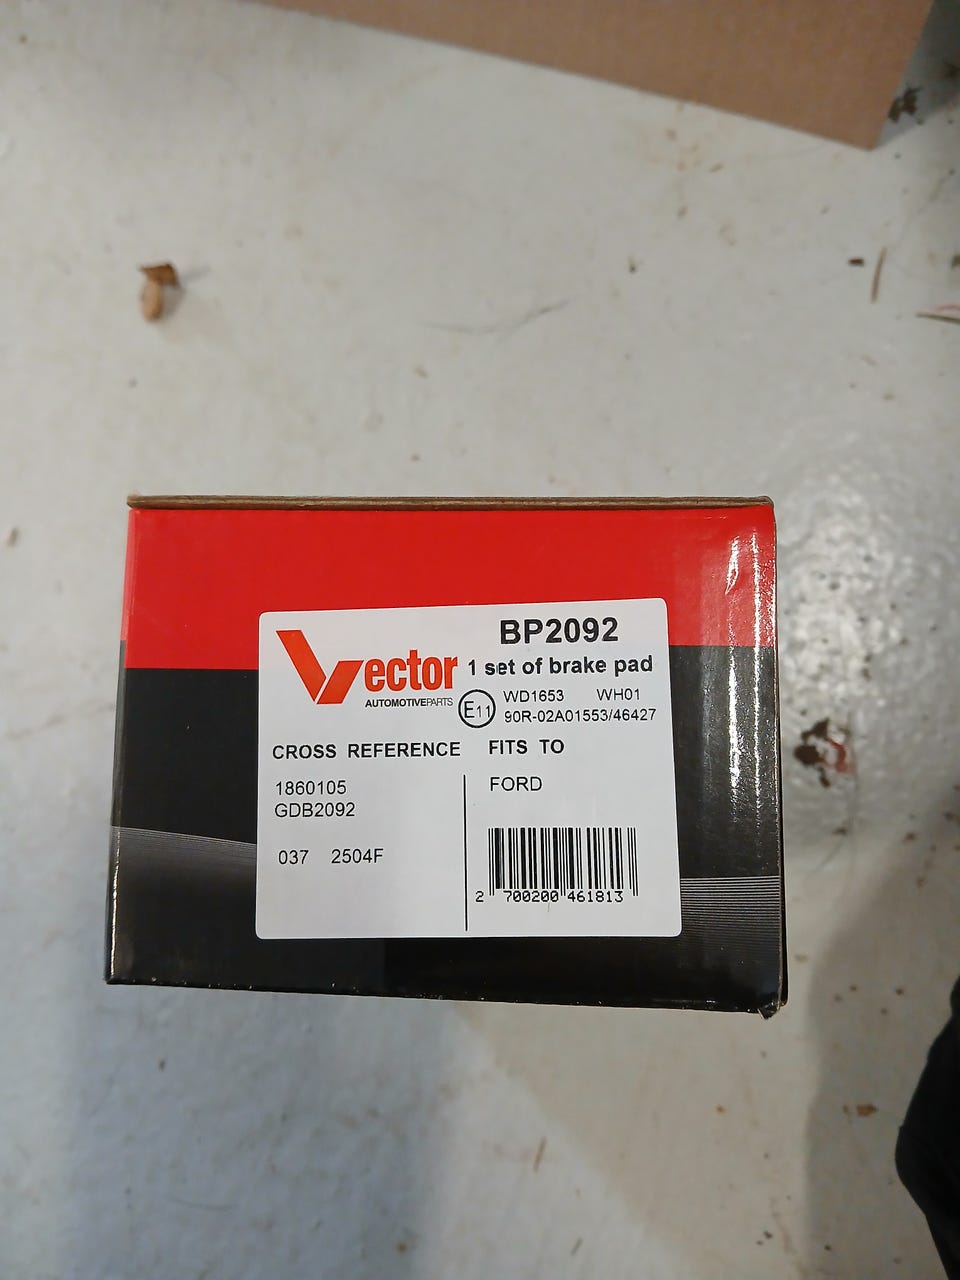 BP2092
Vector
AUTOMOTIVEPARTS
1 set of brake pad
E11
WD1653 WH01
90R-02A01553/46427
CROSS REFERENCE
1860105
GDB2092
037 2504F
FITS TO
FORD
2 700200 461813